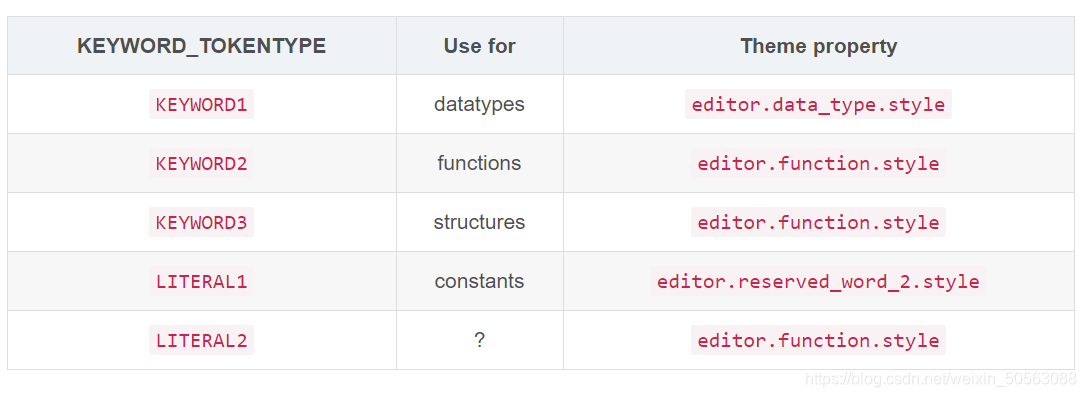 KEYWORD_TOKENTYPE Use for Theme property
KEYWORD1 datatypes editor.data_type.style
KEYWORD2 functions editor.function.style
KEYWORD3 structures editor.function.style
LITERAL1 constants editor.reserved_word_2.style
LITERAL2 ? editor.function.style
https://blog.csdn.net/weixin_50563088